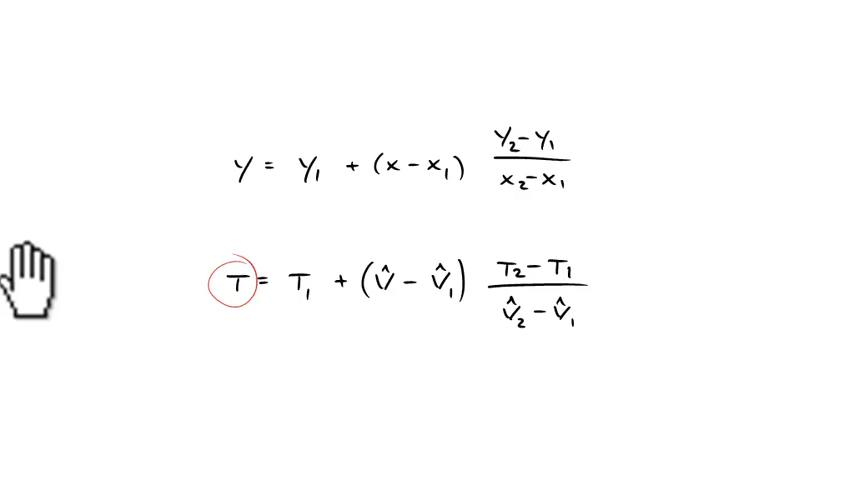 y = y₁ + (x − x₁) (y₂ − y₁)/(x₂ − x₁)
T = T₁ + (V̂ − V̂₁) (T₂ − T₁)/(V̂₂ − V̂₁)